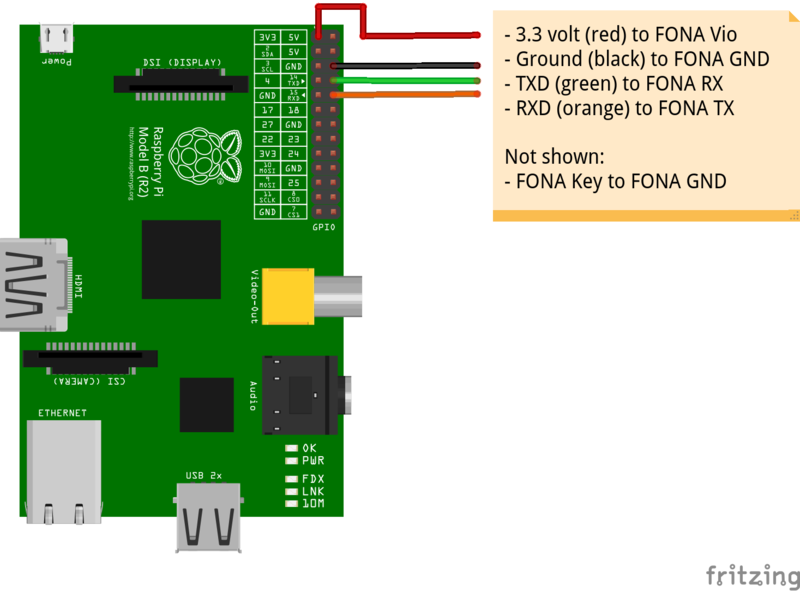 Power
DSI (DISPLAY)
3V3 5V
2 SDA 5V
3 SCL GND
4 14 TXD
GND 15 RXD
17 18
27 GND
22 23
3V3 24
10 MOSI GND
9 MOSI 25
11 SCLK 8 CS0
GND 7 CS1
GPIO
Raspberry Pi
Model B (R2)
http://www.raspberrypi.org
®
HDMI
Video-Out
CSI (CAMERA)
Audio
ETHERNET
USB 2x
OK
PWR
FDX
LNK
10M
- 3.3 volt (red) to FONA Vio
- Ground (black) to FONA GND
- TXD (green) to FONA RX
- RXD (orange) to FONA TX
Not shown:
- FONA Key to FONA GND
fritzing